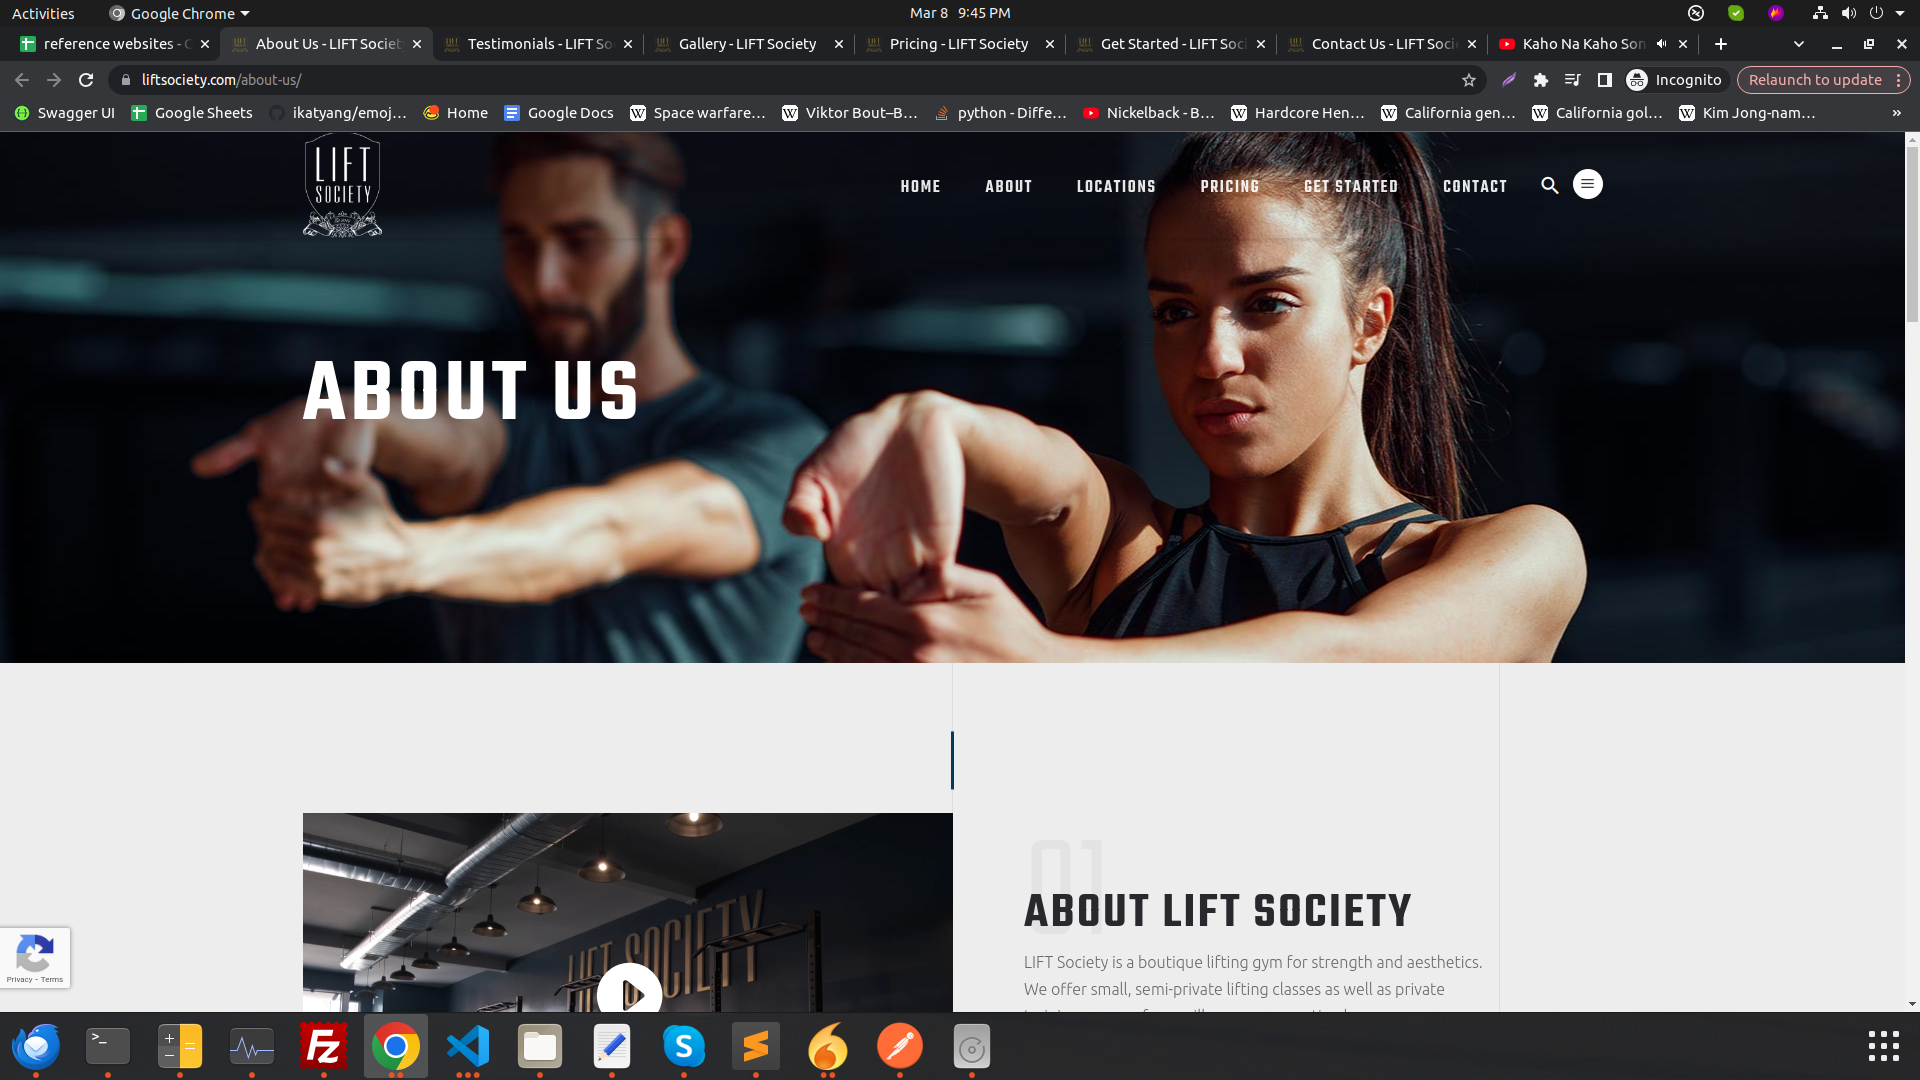 Activities
Google Chrome
Mar 8 9:45 PM
reference websites - 
About Us - LIFT Societ
Testimonials - LIFT So
Gallery - LIFT Society
Pricing - LIFT Society
Get Started - LIFT Soc
Contact Us - LIFT Soci
Kaho Na Kaho Son
liftsociety.com/about-us/
Incognito
Relaunch to update
Swagger UI
Google Sheets
ikatyang/emoj...
Home
Google Docs
Space warfare...
Viktor Bout–B...
python - Diffe...
Nickelback - B...
Hardcore Hen...
California gen...
California gol...
Kim Jong-nam...
»
LIFT
SOCIETY
HOME
ABOUT
LOCATIONS
PRICING
GET STARTED
CONTACT
ABOUT US
LIFT SOCIETY
01
ABOUT LIFT SOCIETY
LIFT Society is a boutique lifting gym for strength and aesthetics.
We offer small, semi-private lifting classes as well as private
Privacy - Terms